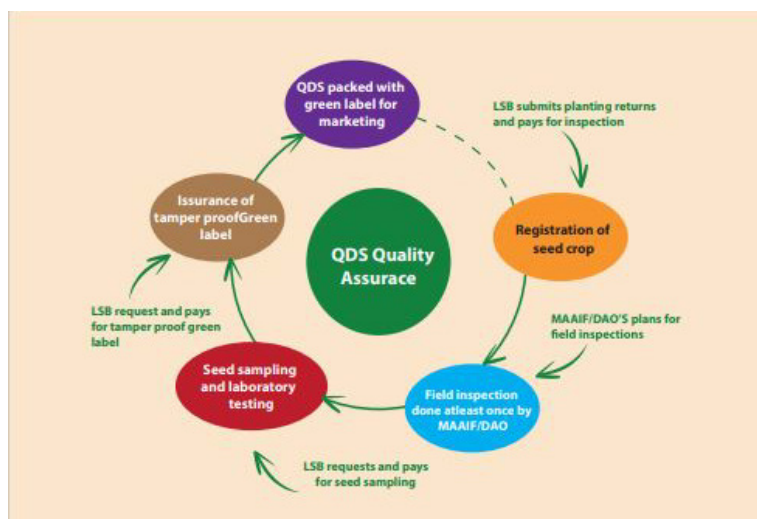 QDS packed with
green label for
marketing
LSB submits planting returns
and pays for inspection
Issurance of
tamper proofGreen
label
Registration of
seed crop
QDS Quality
Assurace
LSB request and pays
for tamper proof green
label
MAAIF/DAO'S plans for
field inspections
Seed sampling
and laboratory
testing
Field inspection
done atleast once by
MAAIF/DAO
LSB requests and pays
for seed sampling